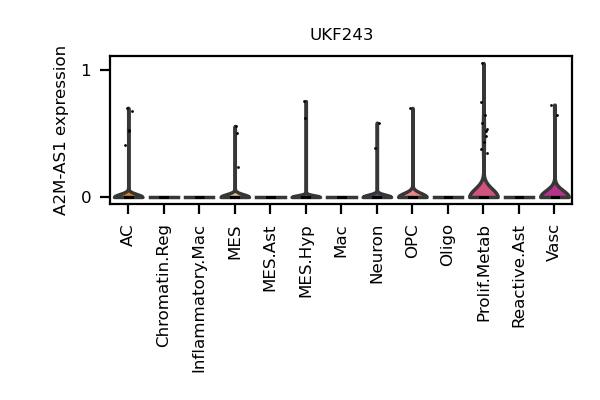 UKF243
A2M-AS1 expression
1
0
AC
Chromatin.Reg
Inflammatory.Mac
MES
MES.Ast
MES.Hyp
Mac
Neuron
OPC
Oligo
Prolif.Metab
Reactive.Ast
Vasc